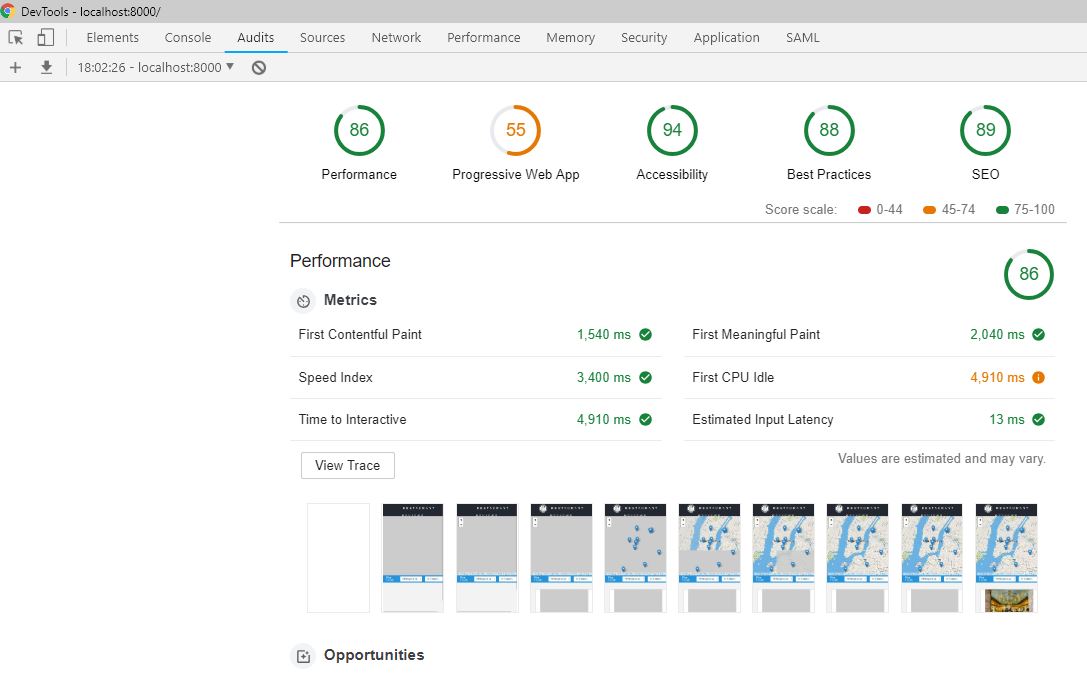 DevTools - localhost:8000/
Elements Console Audits Sources Network Performance Memory Security Application SAML
18:02:26 - localhost:8000
86 55 94 88 89
Performance Progressive Web App Accessibility Best Practices SEO
Score scale: 0-44 45-74 75-100
Performance 86
Metrics
First Contentful Paint 1,540 ms First Meaningful Paint 2,040 ms
Speed Index 3,400 ms First CPU Idle 4,910 ms
Time to Interactive 4,910 ms Estimated Input Latency 13 ms
View Trace Values are estimated and may vary.
Opportunities